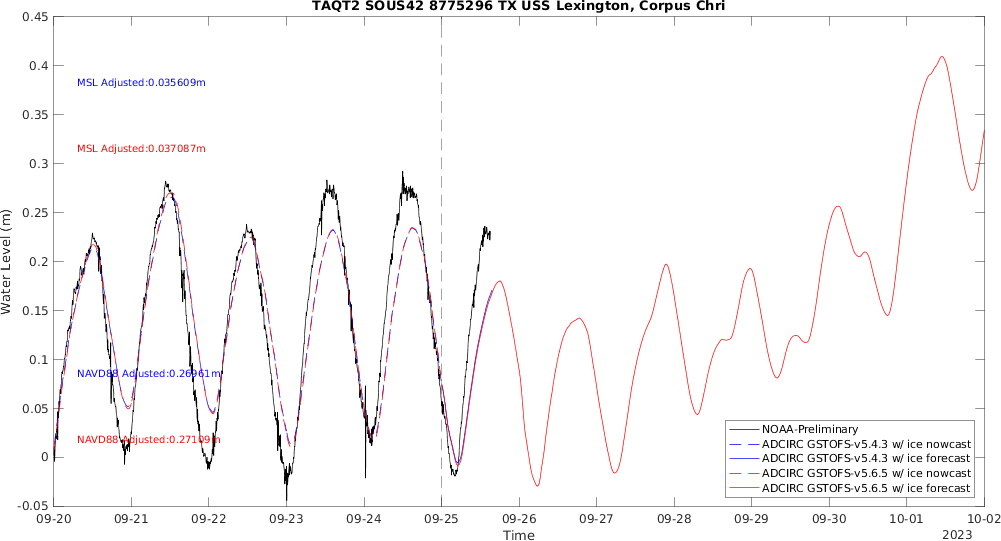 TAQT2 SOUS42 8775296 TX USS Lexington, Corpus Chri
0.45
0.4
0.35
0.3
0.25
0.2
0.15
0.1
0.05
0
-0.05
Water Level (m)
MSL Adjusted:0.035609m
MSL Adjusted:0.037087m
NAVD88 Adjusted:0.26961m
NAVD88 Adjusted:0.27109m
NOAA-Preliminary
ADCIRC GSTOFS-v5.4.3 w/ ice nowcast
ADCIRC GSTOFS-v5.4.3 w/ ice forecast
ADCIRC GSTOFS-v5.6.5 w/ ice nowcast
ADCIRC GSTOFS-v5.6.5 w/ ice forecast
09-20 09-21 09-22 09-23 09-24 09-25 09-26 09-27 09-28 09-29 09-30 10-01 10-02
Time
2023